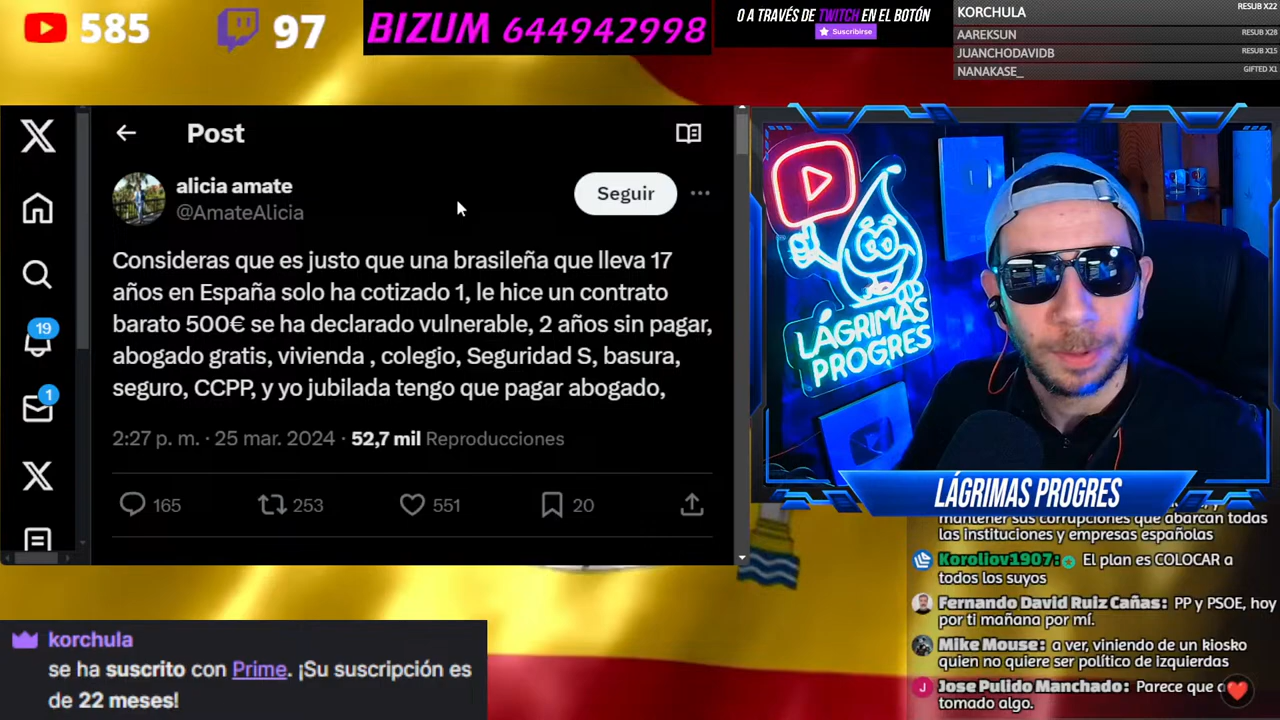 585
97
BIZUM 644942998
O A TRAVÉS DE TWITCH EN EL BOTÓN
Suscribirse
KORCHULA RESUB X22
AAREKSUN RESUB X28
JUANCHODAVIDB RESUB X15
NANAKASE_ GIFTED X1
Post
alicia amate
@AmateAlicia
Seguir
Consideras que es justo que una brasileña que lleva 17
años en España solo ha cotizado 1, le hice un contrato
barato 500€ se ha declarado vulnerable, 2 años sin pagar,
abogado gratis, vivienda , colegio, Seguridad S, basura,
seguro, CCPP, y yo jubilada tengo que pagar abogado,
2:27 p. m. · 25 mar. 2024 · 52,7 mil Reproducciones
165 253 551 20
19
1
LÁGRIMAS
PROGRES
LÁGRIMAS PROGRES
mantener sus corrupciones que abarcan todas
las instituciones y empresas españolas
Koroliov1907: El plan es COLOCAR a
todos los suyos
Fernando David Ruiz Cañas: PP y PSOE, hoy
por ti mañana por mí.
Mike Mouse: a ver, viniendo de un kiosko
quien no quiere ser político de izquierdas
Jose Pulido Manchado: Parece que
tomado algo.
korchula
se ha suscrito con Prime. ¡Su suscripción es
de 22 meses!